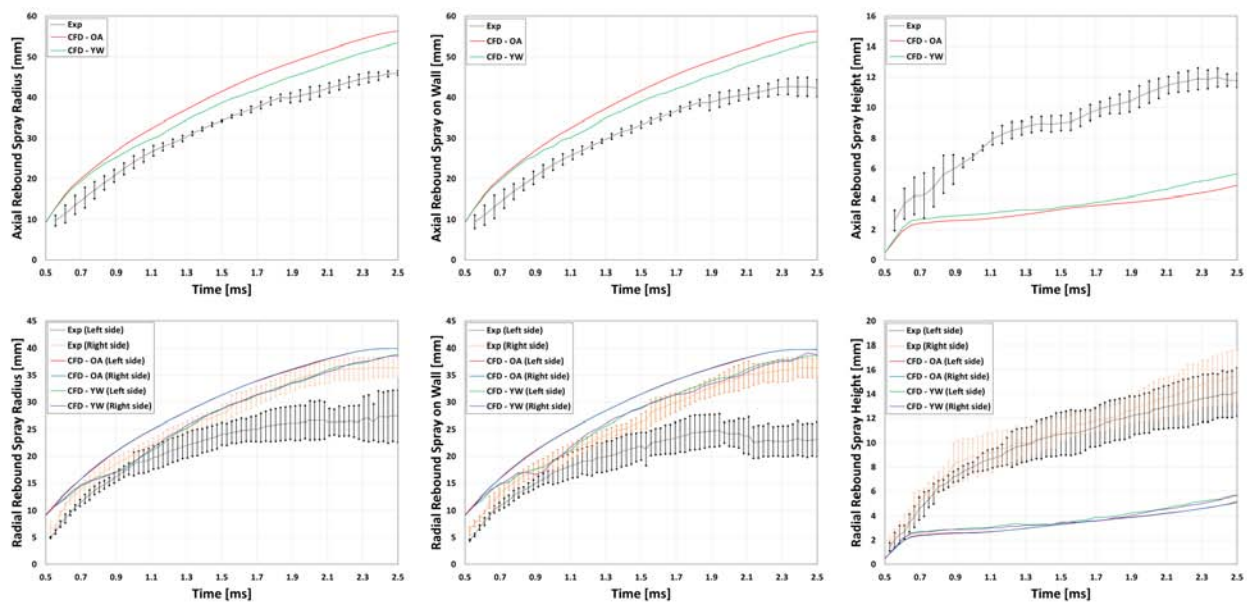 Axial Rebound Spray Radius [mm]
60
50
40
30
20
10
0
Exp
CFD - OA
CFD - YW
0.5 0.7 0.9 1.1 1.3 1.5 1.7 1.9 2.1 2.3 2.5
Time [ms]
Axial Rebound Spray on Wall [mm]
60
50
40
30
20
10
0
Exp
CFD - OA
CFD - YW
0.5 0.7 0.9 1.1 1.3 1.5 1.7 1.9 2.1 2.3 2.5
Time [ms]
Axial Rebound Spray Height [mm]
16
14
12
10
8
6
4
2
0
Exp
CFD - OA
CFD - YW
0.5 0.7 0.9 1.1 1.3 1.5 1.7 1.9 2.1 2.3 2.5
Time [ms]
Radial Rebound Spray Radius [mm]
45
40
35
30
25
20
15
10
5
0
Exp (Left side)
Exp (Right side)
CFD - OA (Left side)
CFD - OA (Right side)
CFD - YW (Left side)
CFD - YW (Right side)
0.5 0.7 0.9 1.1 1.3 1.5 1.7 1.9 2.1 2.3 2.5
Time [ms]
Radial Rebound Spray on Wall [mm]
45
40
35
30
25
20
15
10
5
0
Exp (Left side)
Exp (Right side)
CFD - OA (Left side)
CFD - OA (Right side)
CFD - YW (Left side)
CFD - YW (Right side)
0.5 0.7 0.9 1.1 1.3 1.5 1.7 1.9 2.1 2.3 2.5
Time [ms]
Radial Rebound Spray Height [mm]
20
18
16
14
12
10
8
6
4
2
0
Exp (Left side)
Exp (Right side)
CFD - OA (Left side)
CFD - OA (Right side)
CFD - YW (Left side)
CFD - YW (Right side)
0.5 0.7 0.9 1.1 1.3 1.5 1.7 1.9 2.1 2.3 2.5
Time [ms]